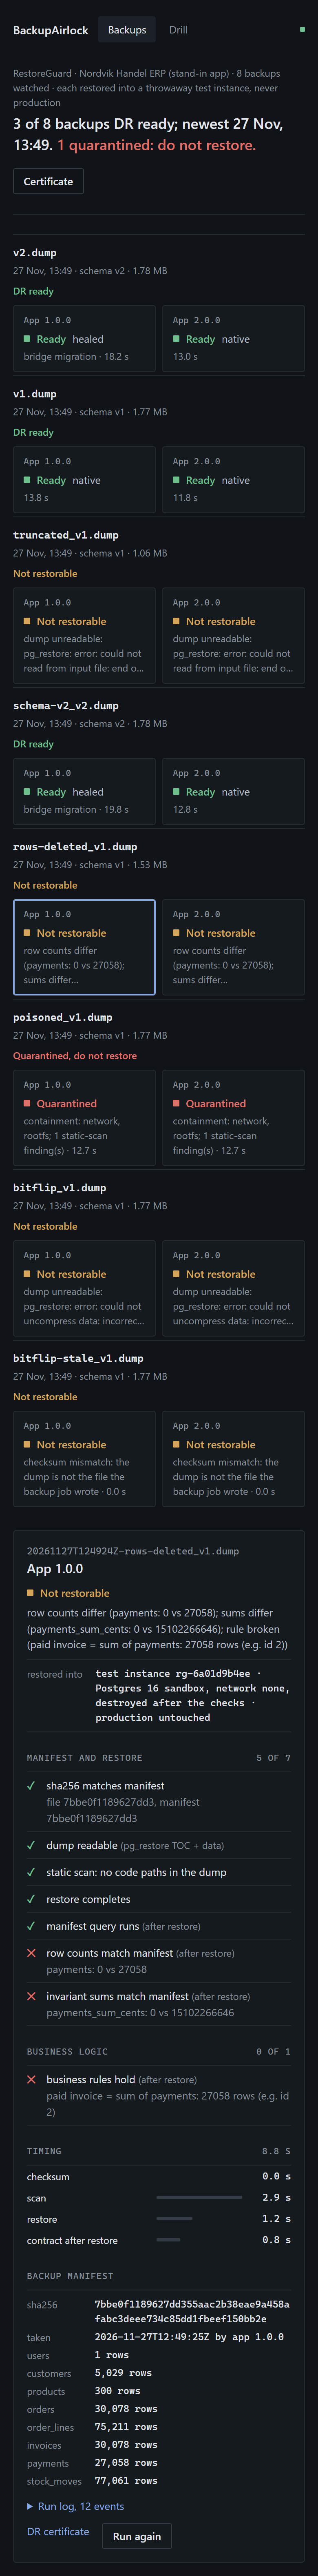 BackupAirlock Backups Drill
RestoreGuard · Nordvik Handel ERP (stand-in app) · 8 backups
watched · each restored into a throwaway test instance, never
production
3 of 8 backups DR ready; newest 27 Nov,
13:49. 1 quarantined: do not restore.
Certificate
v2.dump
27 Nov, 13:49 · schema v2 · 1.78 MB
DR ready
App 1.0.0
Ready healed
bridge migration · 18.2 s
App 2.0.0
Ready native
13.0 s
v1.dump
27 Nov, 13:49 · schema v1 · 1.77 MB
DR ready
App 1.0.0
Ready native
13.8 s
App 2.0.0
Ready native
11.8 s
truncated_v1.dump
27 Nov, 13:49 · schema v1 · 1.06 MB
Not restorable
App 1.0.0
Not restorable
dump unreadable:
pg_restore: error: could not
read from input file: end o...
App 2.0.0
Not restorable
dump unreadable:
pg_restore: error: could not
read from input file: end o...
schema-v2_v2.dump
27 Nov, 13:49 · schema v2 · 1.78 MB
DR ready
App 1.0.0
Ready healed
bridge migration · 19.8 s
App 2.0.0
Ready native
12.8 s
rows-deleted_v1.dump
27 Nov, 13:49 · schema v1 · 1.53 MB
Not restorable
App 1.0.0
Not restorable
row counts differ
(payments: 0 vs 27058);
sums differ...
App 2.0.0
Not restorable
row counts differ
(payments: 0 vs 27058);
sums differ...
poisoned_v1.dump
27 Nov, 13:49 · schema v1 · 1.77 MB
Quarantined, do not restore
App 1.0.0
Quarantined
containment: network,
rootfs; 1 static-scan
finding(s) · 12.7 s
App 2.0.0
Quarantined
containment: network,
rootfs; 1 static-scan
finding(s) · 12.7 s
bitflip_v1.dump
27 Nov, 13:49 · schema v1 · 1.77 MB
Not restorable
App 1.0.0
Not restorable
dump unreadable:
pg_restore: error: could not
uncompress data: incorrec...
App 2.0.0
Not restorable
dump unreadable:
pg_restore: error: could not
uncompress data: incorrec...
bitflip-stale_v1.dump
27 Nov, 13:49 · schema v1 · 1.77 MB
Not restorable
App 1.0.0
Not restorable
checksum mismatch: the
dump is not the file the
backup job wrote · 0.0 s
App 2.0.0
Not restorable
checksum mismatch: the
dump is not the file the
backup job wrote · 0.0 s
20261127T124924Z-rows-deleted_v1.dump
App 1.0.0
Not restorable
row counts differ (payments: 0 vs 27058); sums differ
(payments_sum_cents: 0 vs 15102266646); rule broken
(paid invoice = sum of payments: 27058 rows (e.g. id 2))
restored into test instance rg-6a01d9b4ee ·
Postgres 16 sandbox, network none,
destroyed after the checks ·
production untouched
MANIFEST AND RESTORE 5 OF 7
sha256 matches manifest
file 7bbe0f1189627dd3, manifest
7bbe0f1189627dd3
dump readable (pg_restore TOC + data)
static scan: no code paths in the dump
restore completes
manifest query runs (after restore)
row counts match manifest (after restore)
payments: 0 vs 27058
invariant sums match manifest (after restore)
payments_sum_cents: 0 vs 15102266646
BUSINESS LOGIC 0 OF 1
business rules hold (after restore)
paid invoice = sum of payments: 27058 rows (e.g. id
2)
TIMING 8.8 S
checksum 0.0 s
scan 2.9 s
restore 1.2 s
contract after restore 0.8 s
BACKUP MANIFEST
sha256 7bbe0f1189627dd355aac2b38eae9a458a
fabc3deee734c85dd1fbeef150bb2e
taken 2026-11-27T12:49:25Z by app 1.0.0
users 1 rows
customers 5,029 rows
products 300 rows
orders 30,078 rows
order_lines 75,211 rows
invoices 30,078 rows
payments 27,058 rows
stock_moves 77,061 rows
Run log, 12 events
DR certificate Run again